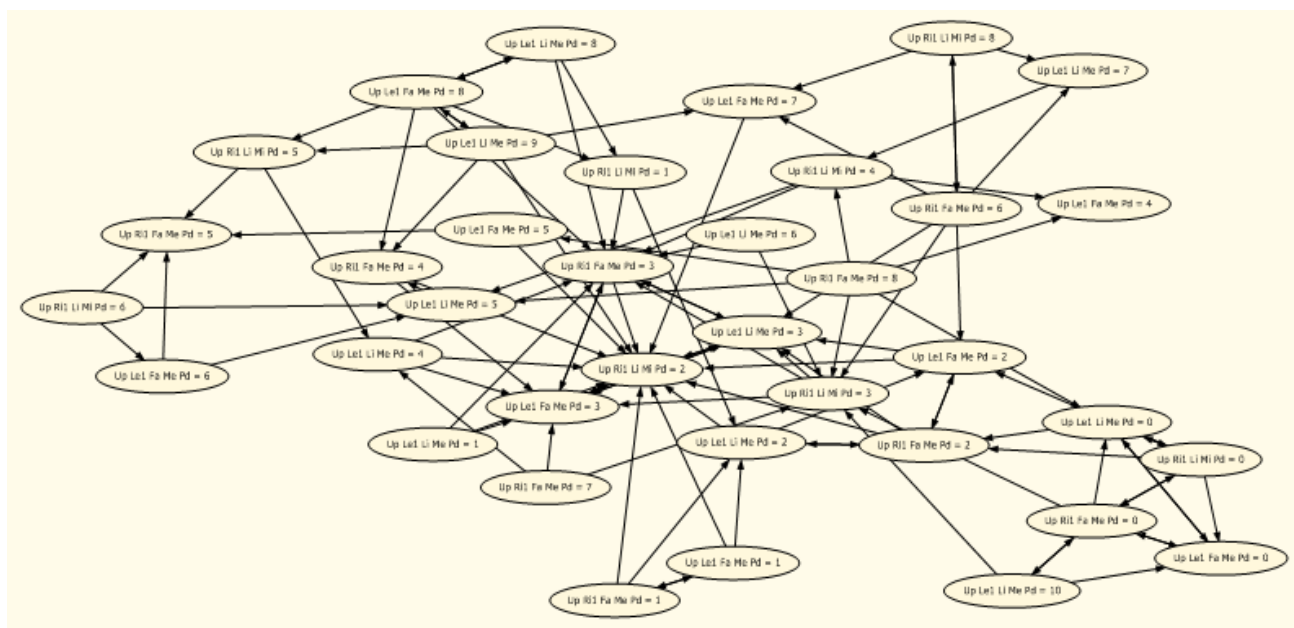 Up Le1 Li Me Pd = 8
Up Ri1 Li Mi Pd = 8
Up Le1 Li Me Pd = 7
Up Le1 Fa Me Pd = 8
Up Le1 Fa Me Pd = 7
Up Le1 Li Me Pd = 9
Up Ri1 Li Mi Pd = 5
Up Ri1 Li Mi Pd = 1
Up Ri1 Li Mi Pd = 4
Up Le1 Fa Me Pd = 4
Up Ri1 Fa Me Pd = 6
Up Ri1 Fa Me Pd = 5
Up Le1 Fa Me Pd = 5
Up Le1 Li Me Pd = 6
Up Ri1 Fa Me Pd = 4
Up Ri1 Fa Me Pd = 3
Up Ri1 Fa Me Pd = 8
Up Ri1 Li Mi Pd = 6
Up Le1 Li Me Pd = 5
Up Le1 Li Me Pd = 3
Up Le1 Li Me Pd = 4
Up Le1 Fa Me Pd = 2
Up Le1 Fa Me Pd = 6
Up Ri1 Li Mi Pd = 2
Up Ri1 Li Mi Pd = 3
Up Le1 Fa Me Pd = 3
Up Le1 Li Me Pd = 0
Up Le1 Li Me Pd = 1
Up Le1 Li Me Pd = 2
Up Ri1 Fa Me Pd = 2
Up Ri1 Li Mi Pd = 0
Up Ri1 Fa Me Pd = 7
Up Ri1 Fa Me Pd = 0
Up Le1 Fa Me Pd = 0
Up Le1 Fa Me Pd = 1
Up Le1 Li Me Pd = 10
Up Ri1 Fa Me Pd = 1